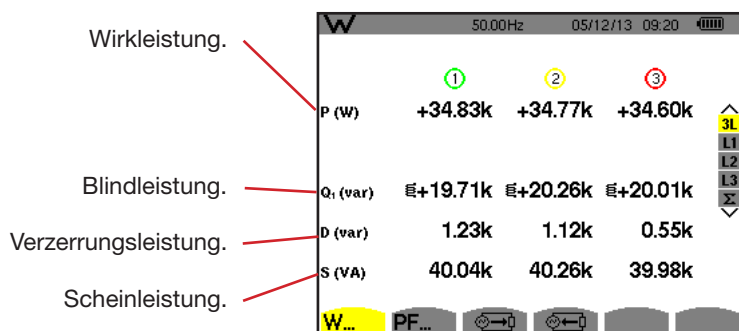 W 50.00Hz 05/12/13 09:20
Wirkleistung.
1 2 3
P (W) +34.83k +34.77k +34.60k
3L
L1
L2
L3
Σ
Blindleistung.
Q₁ (var) +19.71k +20.26k +20.01k
Verzerrungsleistung.
D (var) 1.23k 1.12k 0.55k
Scheinleistung.
S (VA) 40.04k 40.26k 39.98k
W... PF...